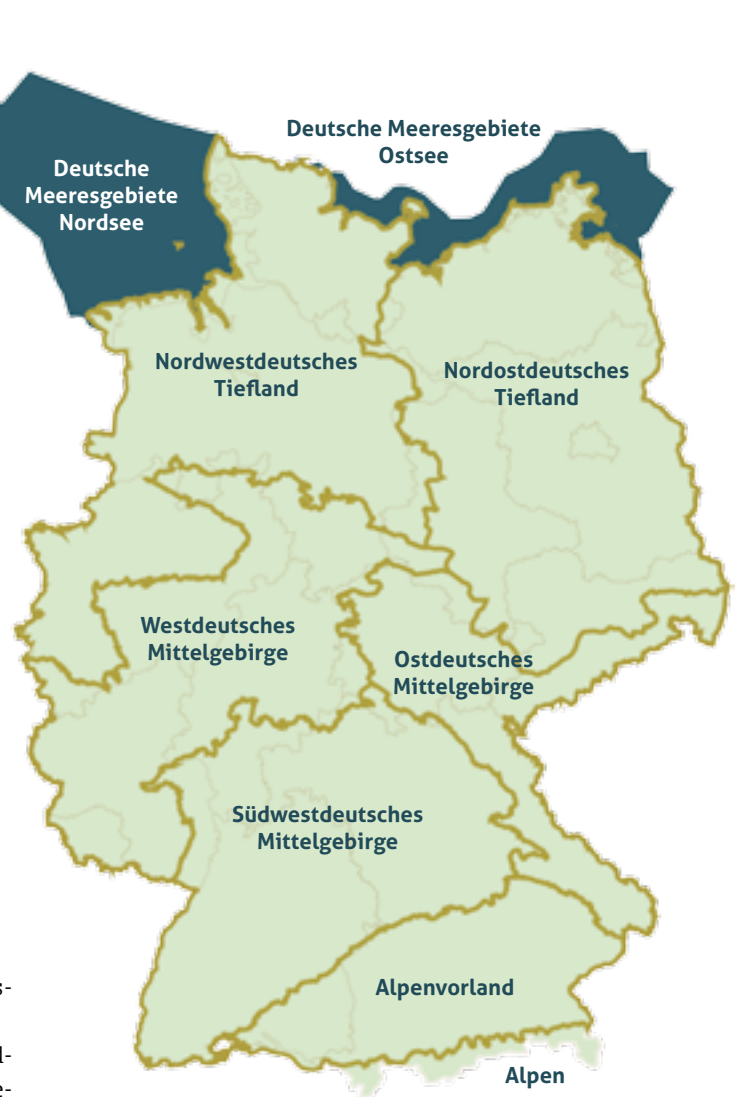 Deutsche Meeresgebiete
Ostsee
Deutsche
Meeresgebiete
Nordsee
Nordwestdeutsches
Tiefland
Nordostdeutsches
Tiefland
Westdeutsches
Mittelgebirge
Ostdeutsches
Mittelgebirge
Südwestdeutsches
Mittelgebirge
Alpenvorland
Alpen
s-
l-
e-